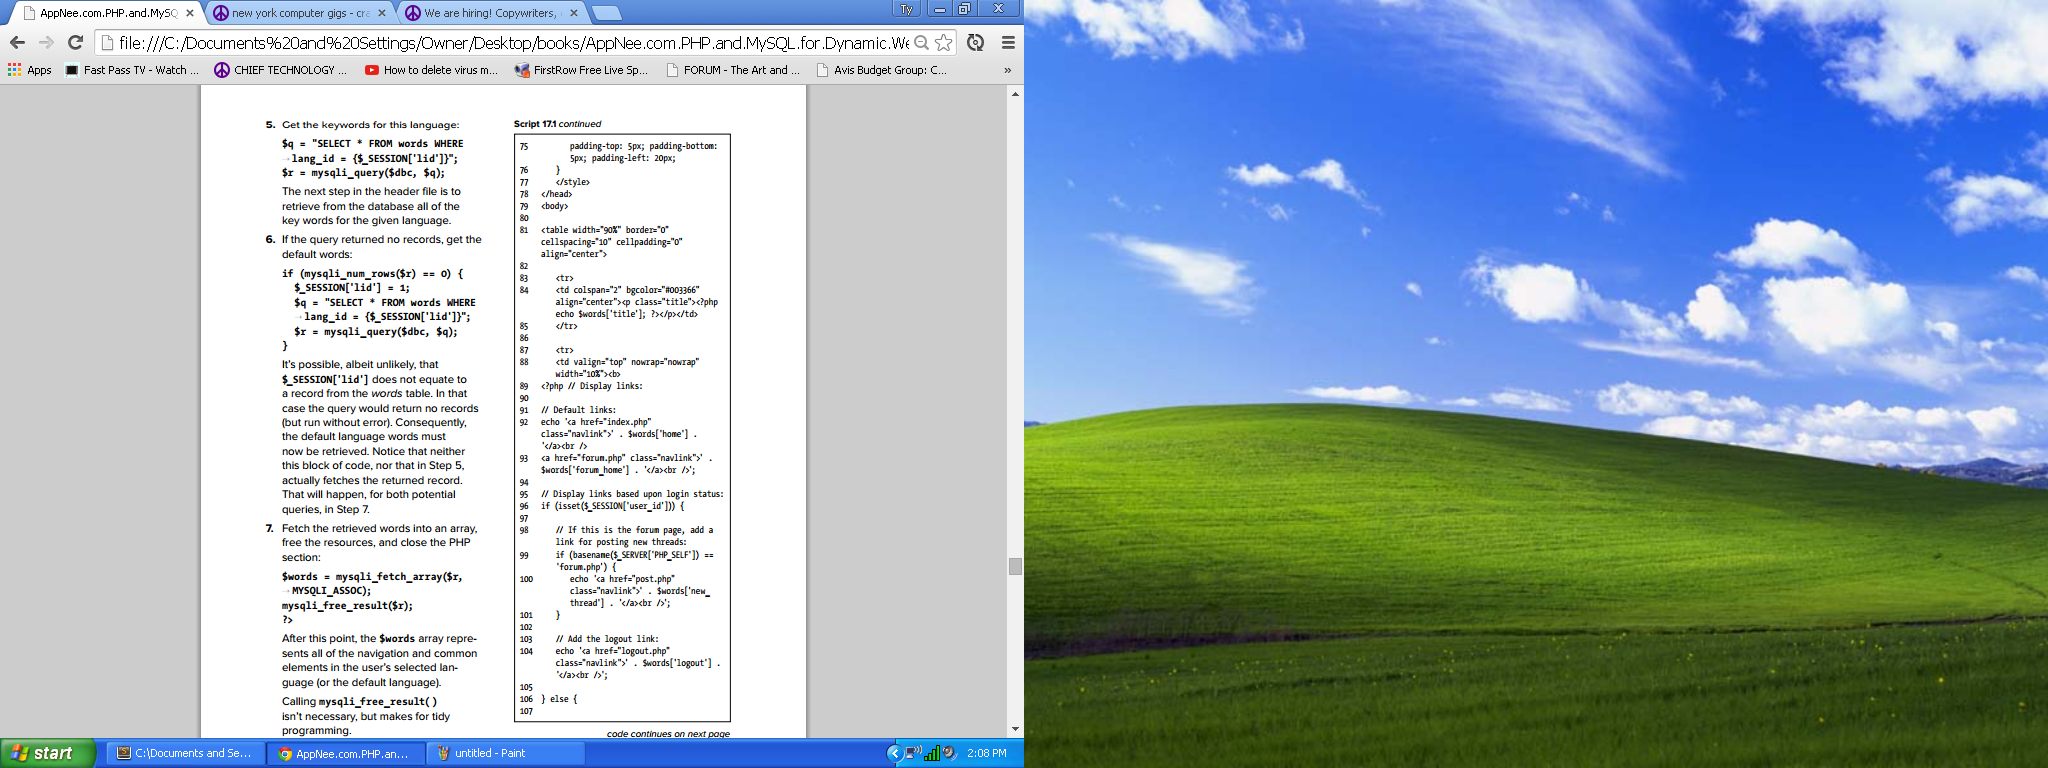 AppNee.com.PHP.and.MySQ
new york computer gigs - cra
We are hiring! Copywriters,
Ty
file:///C:/Documents%20and%20Settings/Owner/Desktop/books/AppNee.com.PHP.and.MySQL.for.Dynamic.We
Apps
Fast Pass TV - Watch ...
CHIEF TECHNOLOGY ...
How to delete virus m...
FirstRow Free Live Sp...
FORUM - The Art and ...
Avis Budget Group: C...
»
5. Get the keywords for this language:
$q = "SELECT * FROM words WHERE
→ lang_id = {$_SESSION['lid']}";
$r = mysqli_query($dbc, $q);
The next step in the header file is to
retrieve from the database all of the
key words for the given language.
6. If the query returned no records, get the
default words:
if (mysqli_num_rows($r) == 0) {
$_SESSION['lid'] = 1;
$q = "SELECT * FROM words WHERE
→ lang_id = {$_SESSION['lid']}";
$r = mysqli_query($dbc, $q);
}
It's possible, albeit unlikely, that
$_SESSION['lid'] does not equate to
a record from the words table. In that
case the query would return no records
(but run without error). Consequently,
the default language words must
now be retrieved. Notice that neither
this block of code, nor that in Step 5,
actually fetches the returned record.
That will happen, for both potential
queries, in Step 7.
7. Fetch the retrieved words into an array,
free the resources, and close the PHP
section:
$words = mysqli_fetch_array($r,
→ MYSQLI_ASSOC);
mysqli_free_result($r);
?>
After this point, the $words array repre-
sents all of the navigation and common
elements in the user's selected lan-
guage (or the default language).
Calling mysqli_free_result()
isn't necessary, but makes for tidy
programming.
Script 17.1 continued
75 padding-top: 5px; padding-bottom:
5px; padding-left: 20px;
76 }
77 </style>
78 </head>
79 <body>
80
81 <table width="90%" border="0"
cellspacing="10" cellpadding="0"
align="center">
82
83 <tr>
84 <td colspan="2" bgcolor="#003366"
align="center"><p class="title"><?php
echo $words['title']; ?></p></td>
85 </tr>
86
87 <tr>
88 <td valign="top" nowrap="nowrap"
width="10%"><b>
89 <?php // Display links:
90
91 // Default links:
92 echo '<a href="index.php"
class="navlink">' . $words['home'] .
'</a><br />
93 <a href="forum.php" class="navlink">' .
$words['forum_home'] . '</a><br />';
94
95 // Display links based upon login status:
96 if (isset($_SESSION['user_id'])) {
97
98 // If this is the forum page, add a
link for posting new threads:
99 if (basename($_SERVER['PHP_SELF']) ==
'forum.php') {
100 echo '<a href="post.php"
class="navlink">' . $words['new_
thread'] . '</a><br />';
101 }
102
103 // Add the logout link:
104 echo '<a href="logout.php"
class="navlink">' . $words['logout'] .
'</a><br />';
105
106 } else {
107
code continues on next page
start
C:\Documents and Se...
AppNee.com.PHP.an...
untitled - Paint
2:08 PM